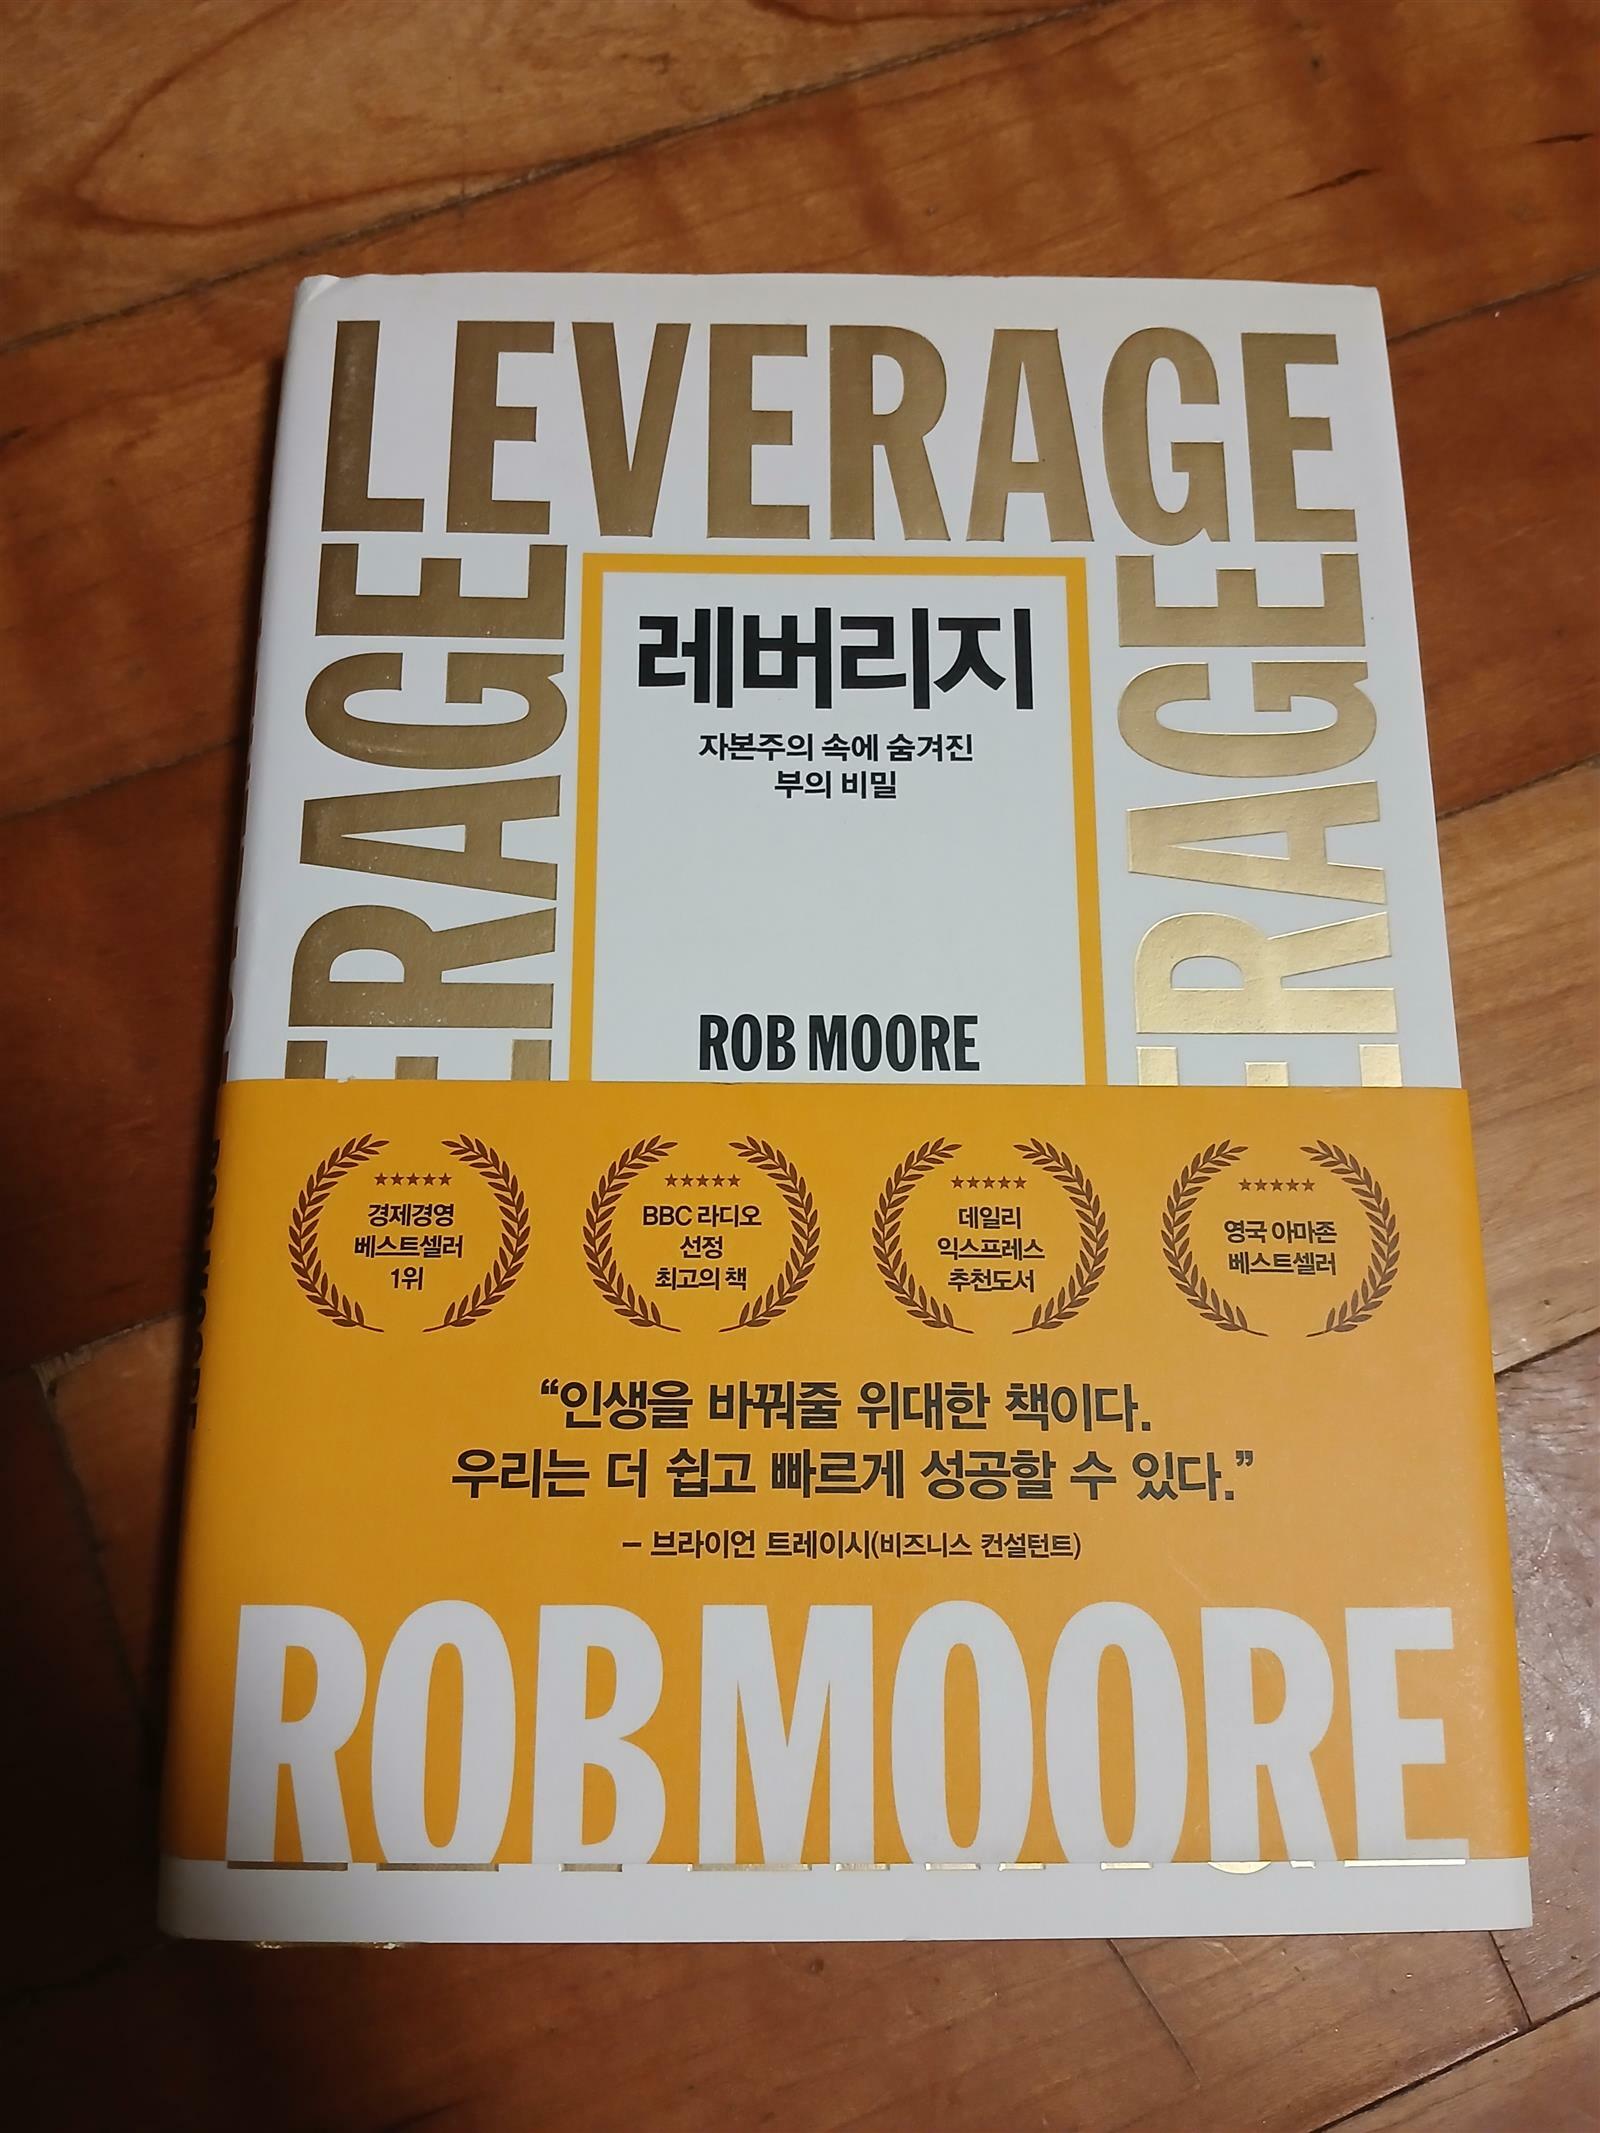 LEVERAGE
ERAGE
ERAGE
레버리지
자본주의 속에 숨겨진
부의 비밀
ROB MOORE
★★★★★
경제경영
베스트셀러
1위
★★★★★
BBC 라디오
선정
최고의 책
★★★★★
데일리
익스프레스
추천도서
★★★★★
영국 아마존
베스트셀러
“인생을 바꿔줄 위대한 책이다.
우리는 더 쉽고 빠르게 성공할 수 있다.”
– 브라이언 트레이시(비즈니스 컨설턴트)
ROB MOORE
ROB MOORE